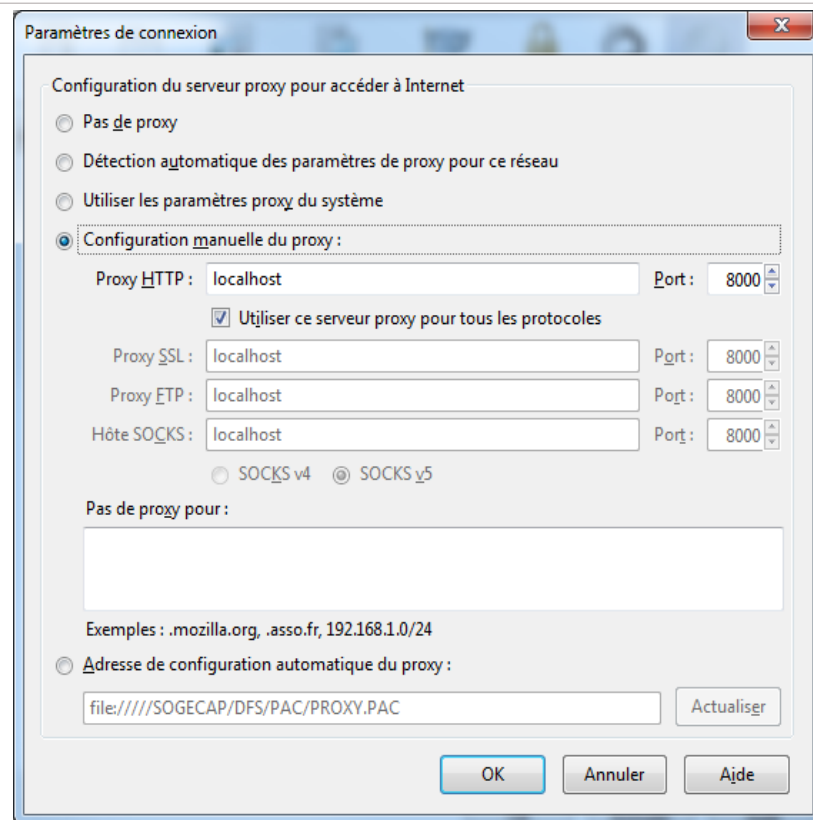 Paramètres de connexion
Configuration du serveur proxy pour accéder à Internet
Pas de proxy
Détection automatique des paramètres de proxy pour ce réseau
Utiliser les paramètres proxy du système
Configuration manuelle du proxy :
Proxy HTTP : localhost Port : 8000
Utiliser ce serveur proxy pour tous les protocoles
Proxy SSL : localhost Port : 8000
Proxy FTP : localhost Port : 8000
Hôte SOCKS : localhost Port : 8000
SOCKS v4 SOCKS v5
Pas de proxy pour :
Exemples : .mozilla.org, .asso.fr, 192.168.1.0/24
Adresse de configuration automatique du proxy :
file://///SOGECAP/DFS/PAC/PROXY.PAC Actualiser
OK Annuler Aide